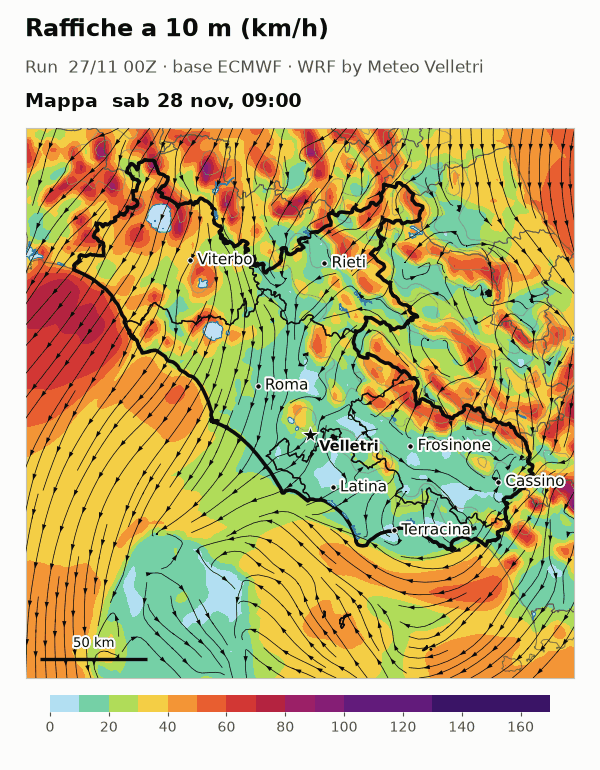 Raffiche a 10 m (km/h)
Run 27/11 00Z · base ECMWF · WRF by Meteo Velletri
Mappa sab 28 nov, 09:00
Viterbo
Rieti
Roma
Velletri
Frosinone
Latina
Cassino
Terracina
50 km
0 20 40 60 80 100 120 140 160